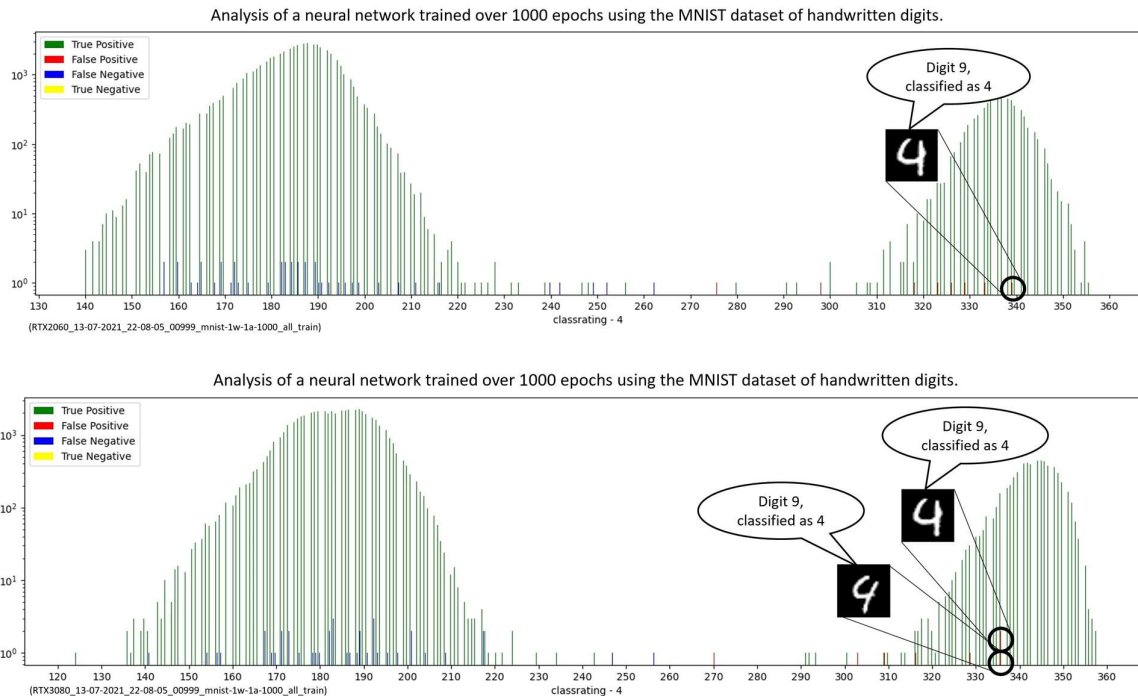 Analysis of a neural network trained over 1000 epochs using the MNIST dataset of handwritten digits.
True Positive
False Positive
False Negative
True Negative
Digit 9,
classified as 4
4
10³
10²
10¹
10⁰
130 140 150 160 170 180 190 200 210 220 230 240 250 260 270 280 290 300 310 320 330 340 350 360
classrating - 4
(RTX2060_13-07-2021_22-08-05_00999_mnist-1w-1a-1000_all_train)
Analysis of a neural network trained over 1000 epochs using the MNIST dataset of handwritten digits.
True Positive
False Positive
False Negative
True Negative
Digit 9,
classified as 4
4
Digit 9,
classified as 4
4
10³
10²
10¹
10⁰
120 130 140 150 160 170 180 190 200 210 220 230 240 250 260 270 280 290 300 310 320 330 340 350 360
classrating - 4
(RTX3080_13-07-2021_22-08-05_00999_mnist-1w-1a-1000_all_train)